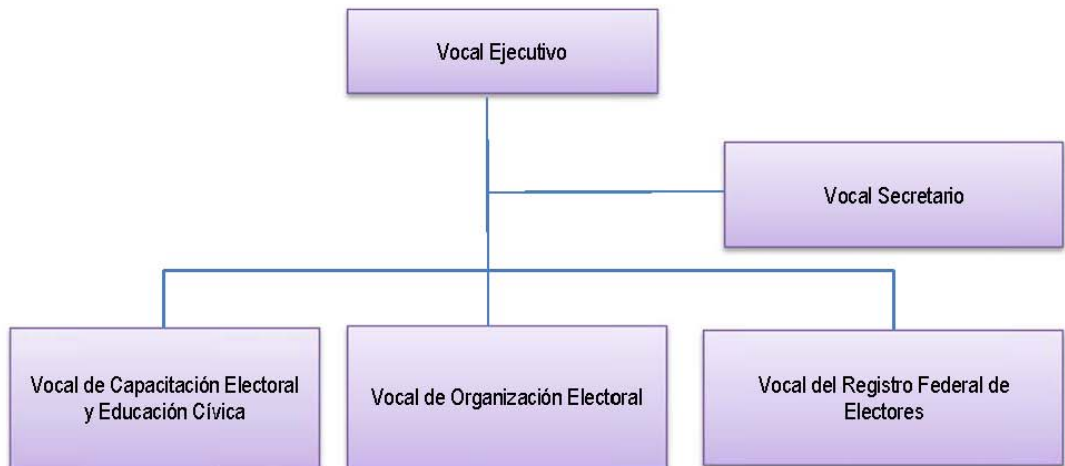 Vocal Ejecutivo
Vocal Secretario
Vocal de Capacitación Electoral
y Educación Cívica
Vocal de Organización Electoral
Vocal del Registro Federal de
Electores